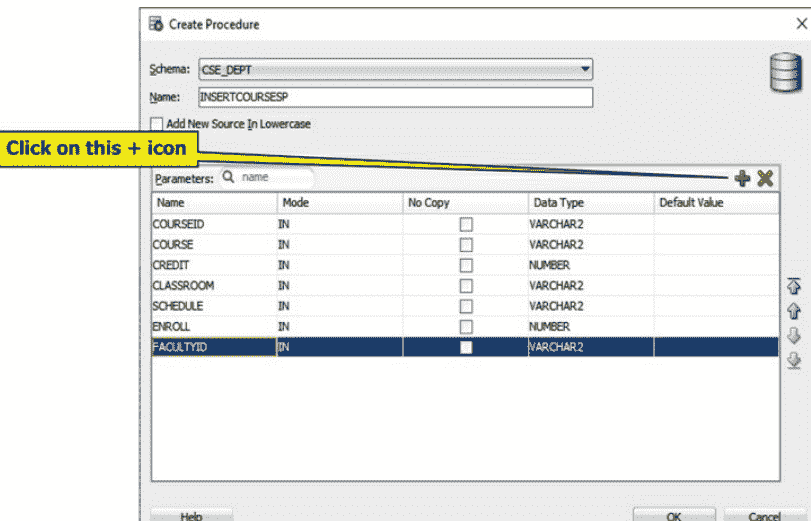 Create Procedure
Schema: CSE_DEPT
Name: INSERTCOURSESP
Add New Source In Lowercase
Click on this + icon
Parameters: name
Name Mode No Copy Data Type Default Value
COURSEID IN VARCHAR2
COURSE IN VARCHAR2
CREDIT IN NUMBER
CLASSROOM IN VARCHAR2
SCHEDULE IN VARCHAR2
ENROLL IN NUMBER
FACULTYID IN VARCHAR2
Help OK Cancel